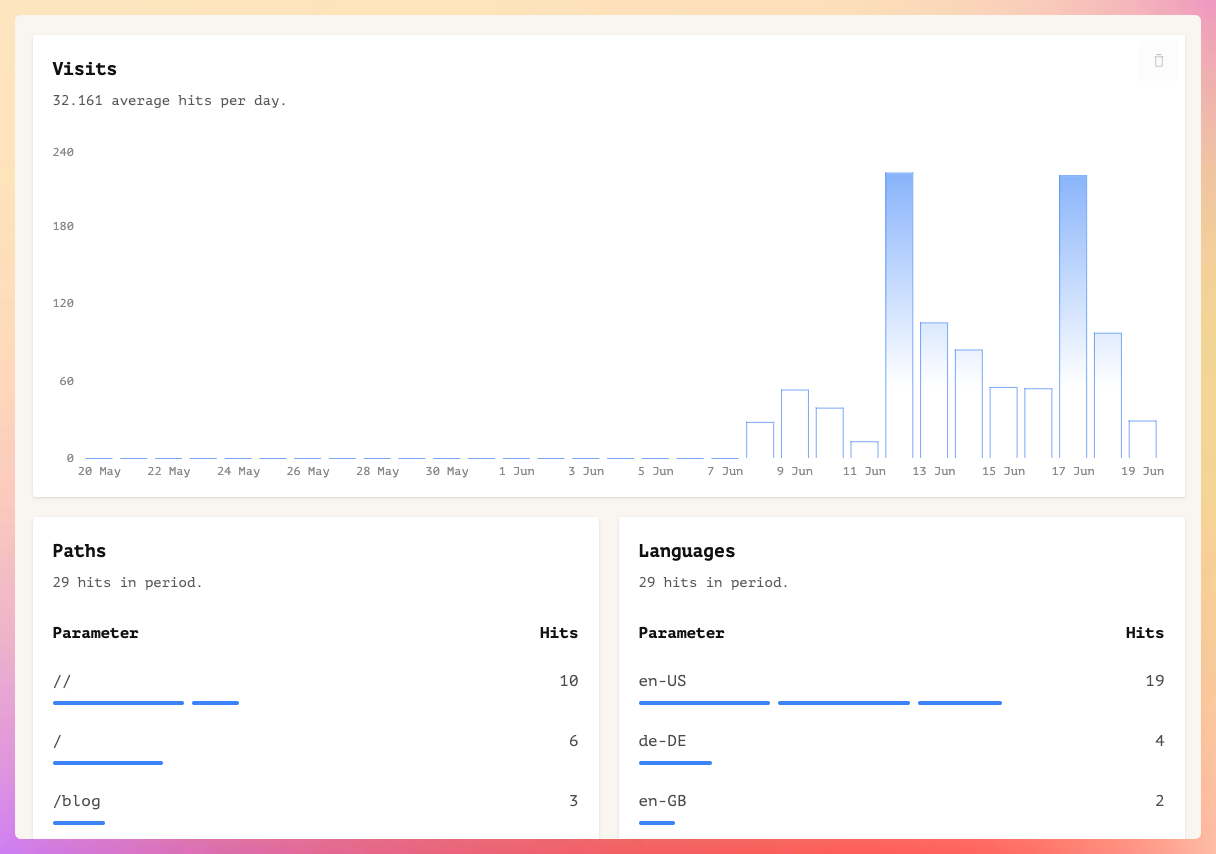 Visits
32.161 average hits per day.
240
180
120
60
0
20 May 22 May 24 May 26 May 28 May 30 May 1 Jun 3 Jun 5 Jun 7 Jun 9 Jun 11 Jun 13 Jun 15 Jun 17 Jun 19 Jun
Paths
29 hits in period.
Parameter Hits
// 10
/ 6
/blog 3
Languages
29 hits in period.
Parameter Hits
en-US 19
de-DE 4
en-GB 2